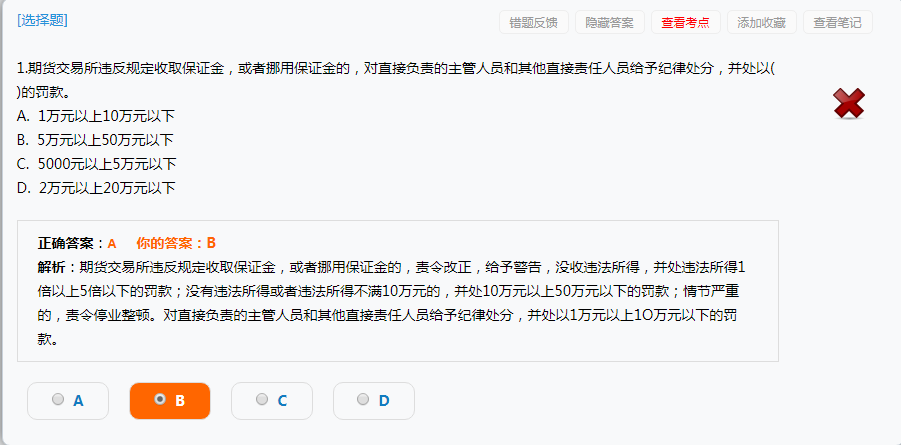 [选择题]
错题反馈 隐藏答案 查看考点 添加收藏 查看笔记
1.期货交易所违反规定收取保证金，或者挪用保证金的，对直接负责的主管人员和其他直接责任人员给予纪律处分，并处以(
)的罚款。
A. 1万元以上10万元以下
B. 5万元以上50万元以下
C. 5000元以上5万元以下
D. 2万元以上20万元以下
正确答案：A 你的答案：B
解析：期货交易所违反规定收取保证金，或者挪用保证金的，责令改正，给予警告，没收违法所得，并处违法所得1
倍以上5倍以下的罚款；没有违法所得或者违法所得不满10万元的，并处10万元以上50万元以下的罚款；情节严重
的，责令停业整顿。对直接负责的主管人员和其他直接责任人员给予纪律处分，并处以1万元以上1O万元以下的罚
款。
A B C D